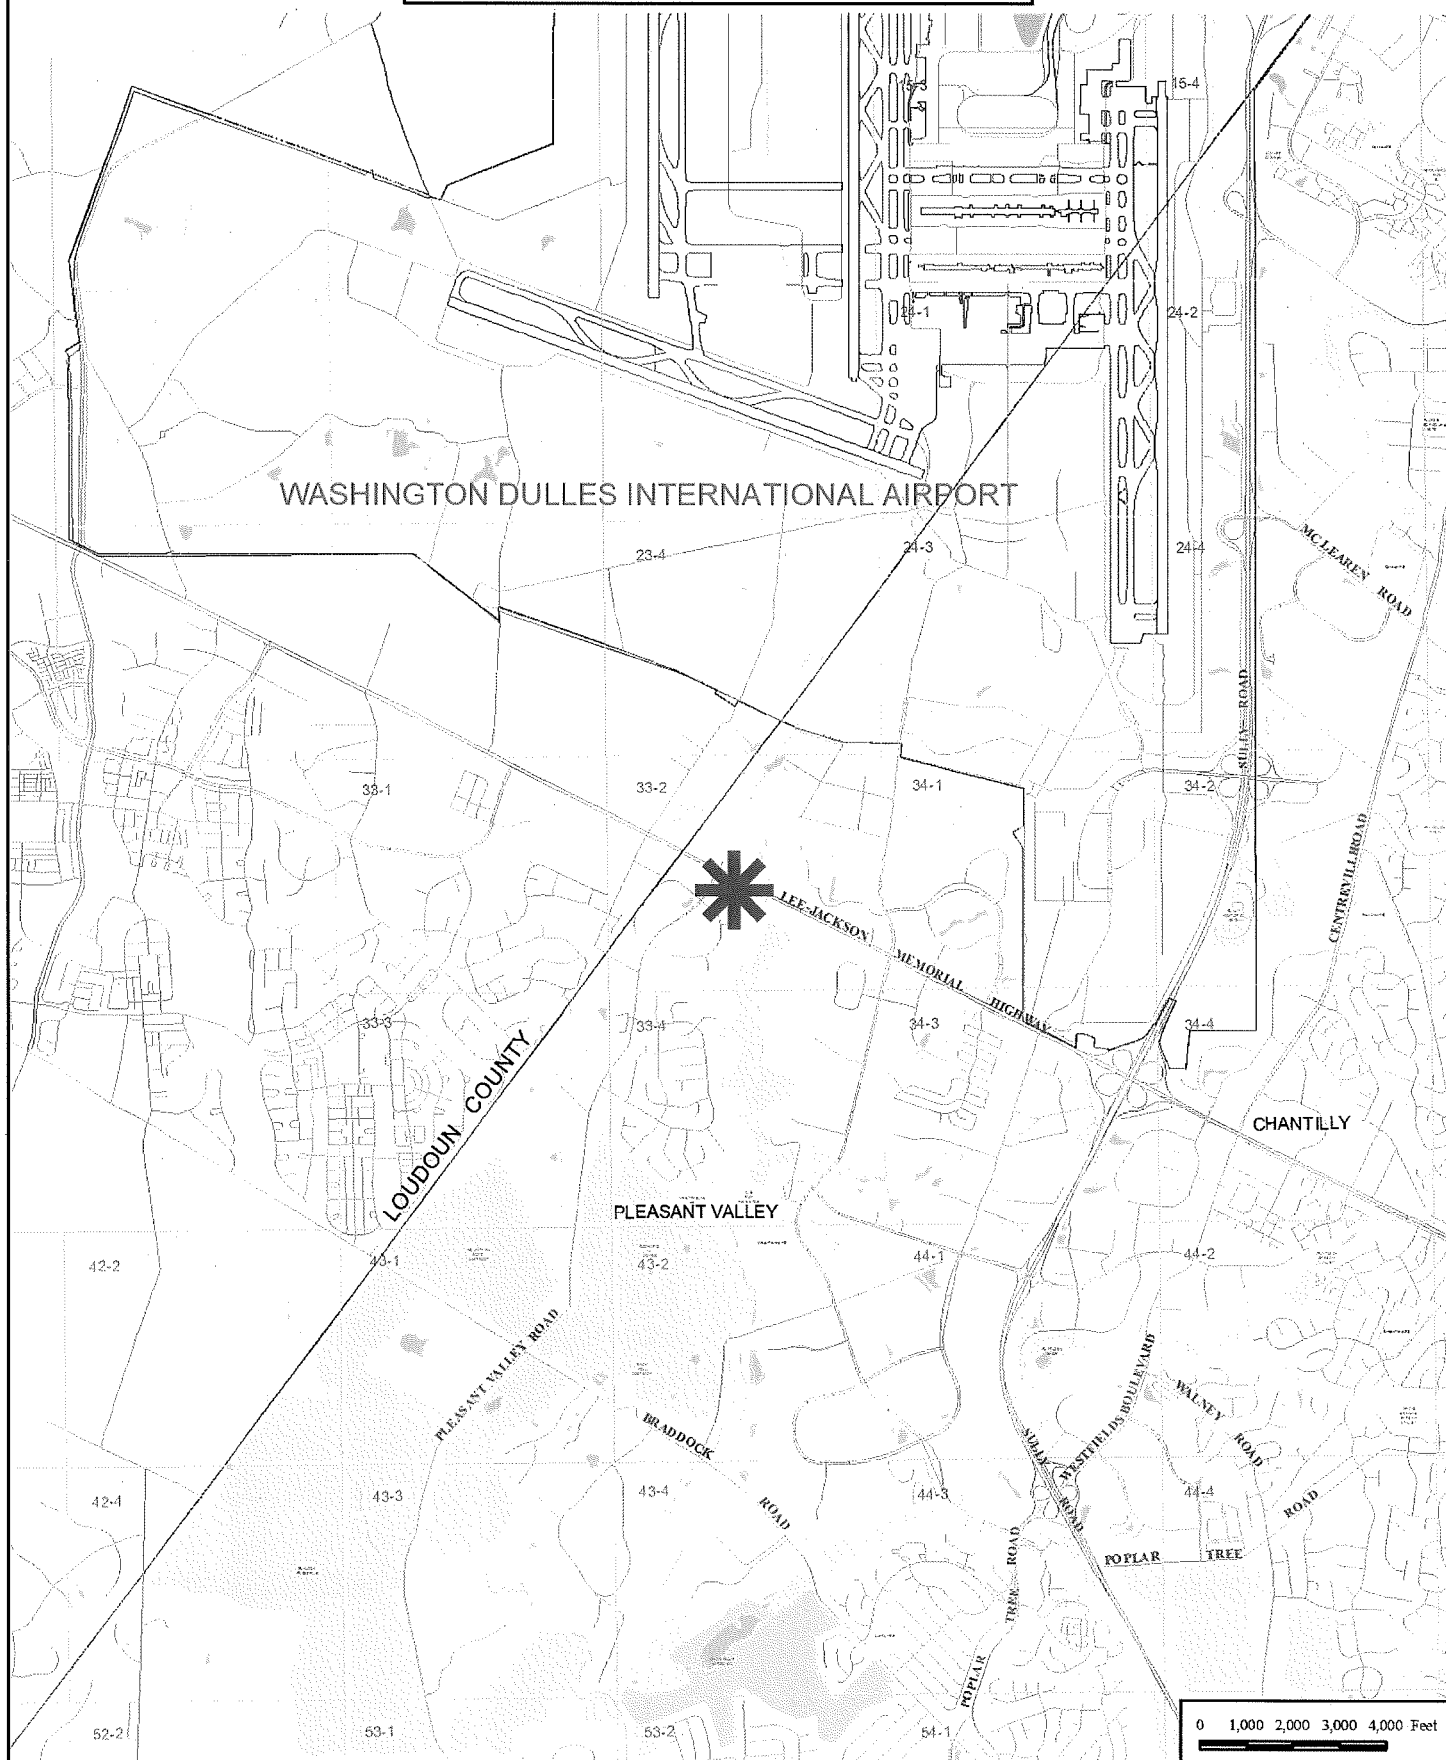 15-3
15-4
24-1
24-2
WASHINGTON DULLES INTERNATIONAL AIRPORT
23-4
24-3
24-4
MCLEAREN ROAD
SULLY ROAD
33-1
33-2
34-1
34-2
CENTREVILL ROAD
LEE-JACKSON MEMORIAL HIGHWAY
33-3
33-4
34-3
34-4
LOUDOUN COUNTY
CHANTILLY
PLEASANT VALLEY
42-2
43-1
43-2
44-1
44-2
PLEASANT VALLEY ROAD
BRADDOCK ROAD
WESTFIELDS BOULEVARD
WALNEY ROAD
SULLY ROAD
42-4
43-3
43-4
44-3
44-4
POPLAR TREE ROAD
POPLAR TREE ROAD
52-2
53-1
53-2
54-1
0 1,000 2,000 3,000 4,000 Feet